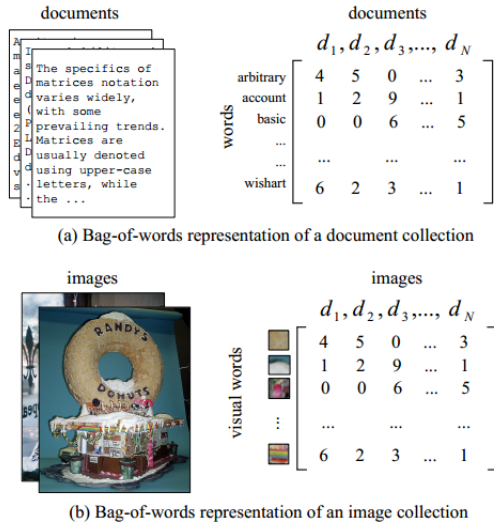 documents
A
m
a
e
e
e
2
E
d
v
s
I
s
D
d
(
P
L
D
d
.
.
The specifics of
matrices notation
varies widely,
with some
prevailing trends.
Matrices are
usually denoted
using upper-case
letters, while
the ...
documents
d1, d2, d3,..., dN
words
arbitrary 4 5 0 ... 3
account 1 2 9 ... 1
basic 0 0 6 ... 5
...
... ... ...
wishart 6 2 3 ... 1
(a) Bag-of-words representation of a document collection
images
RANDY'S
DONUTS
images
d1, d2, d3,..., dN
visual words
4 5 0 ... 3
1 2 9 ... 1
0 0 6 ... 5
⋮ ... ...
6 2 3 ... 1
(b) Bag-of-words representation of an image collection